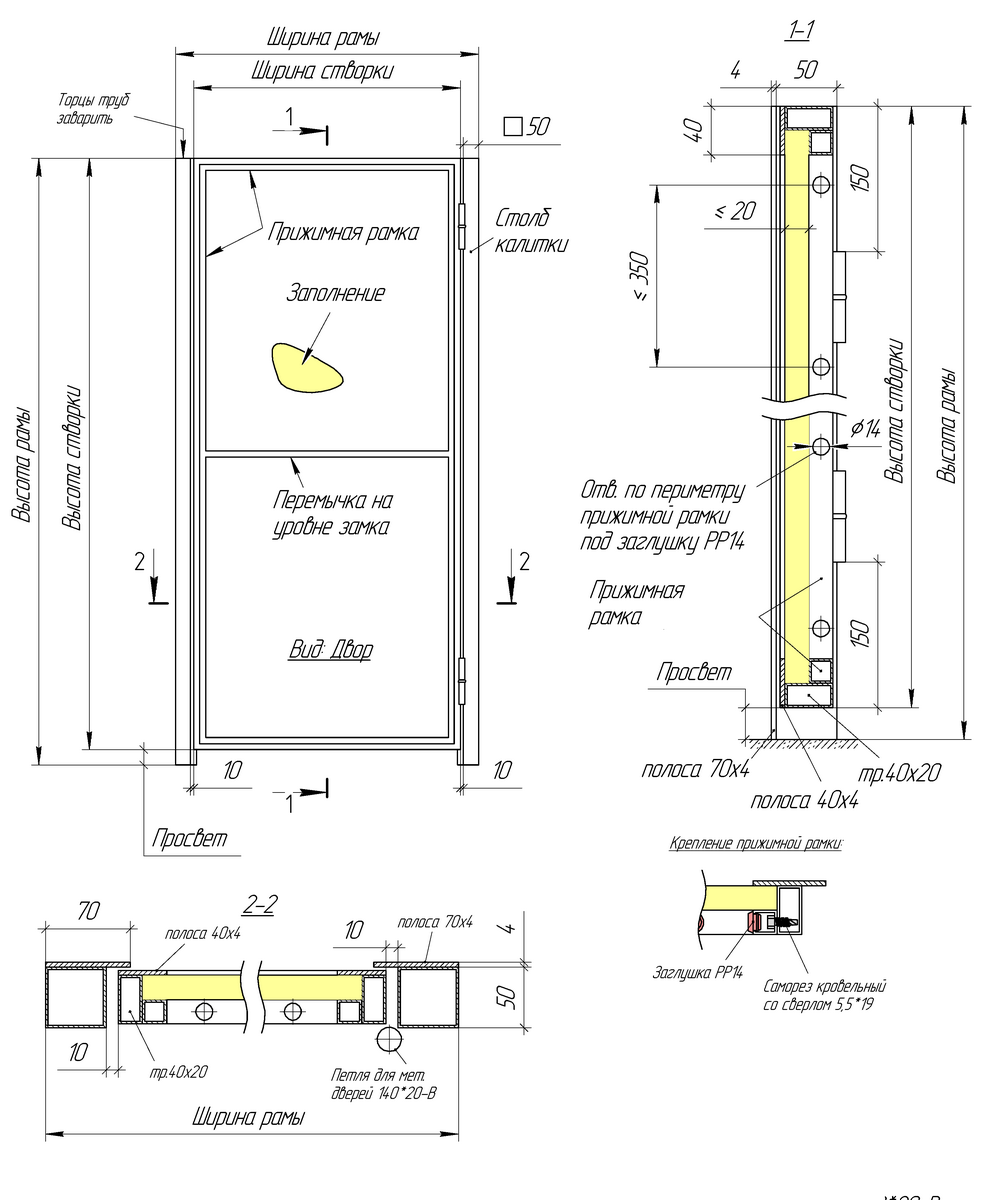 Ширина рамы
Ширина створки
Торцы труб
заварить
1
50
Прижимная рамка
Столб
калитки
Заполнение
Высота рамы
Высота створки
Перемычка на
уровне замка
2
2
Вид: Двор
10
10
1
Просвет
1-1
4
50
40
150
≤ 20
≤ 350
Высота створки
Высота рамы
ϕ14
Отв. по периметру
прижимной рамки
под заглушку РР14
Прижимная
рамка
150
Просвет
полоса 70х4
тр.40х20
полоса 40х4
Крепление прижимной рамки:
Заглушка РР14
Саморез кровельный
со сверлом 5,5*19
2-2
70
полоса 40х4
10
полоса 70х4
4
50
10
тр.40х20
Петля для мет.
дверей 140*20-В
Ширина рамы